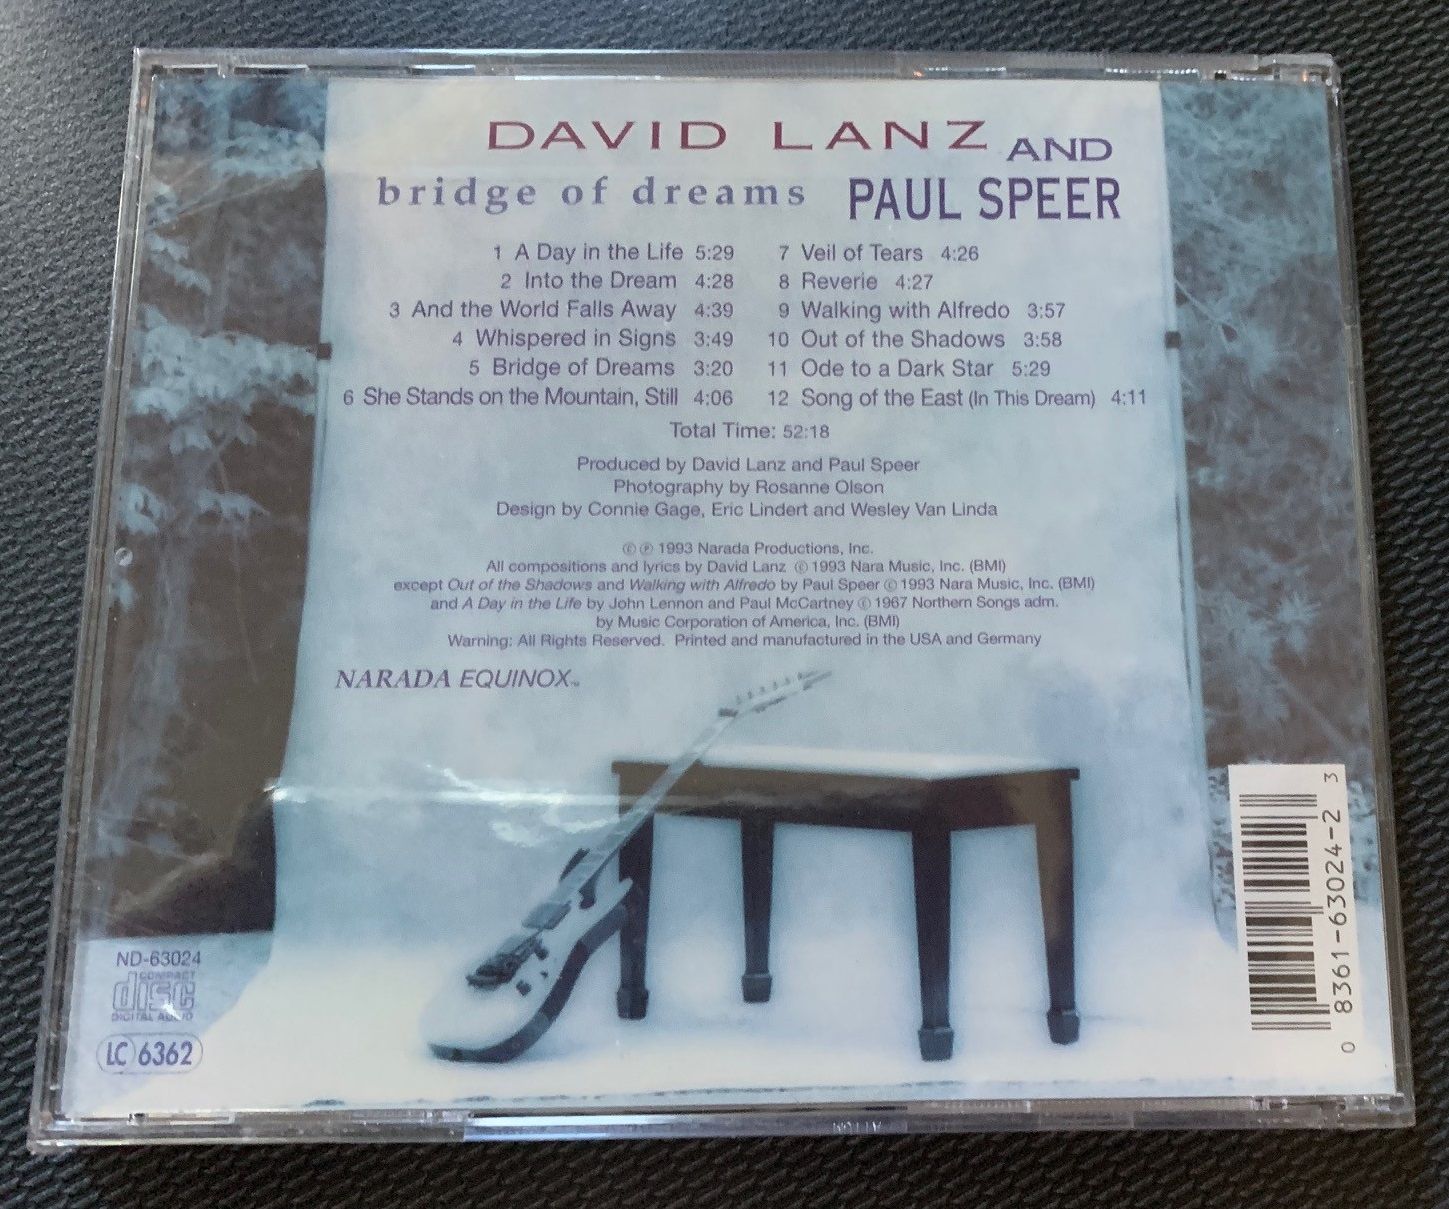 DAVID LANZ AND
bridge of dreams PAUL SPEER
1 A Day in the Life 5:29
2 Into the Dream 4:28
3 And the World Falls Away 4:39
4 Whispered in Signs 3:49
5 Bridge of Dreams 3:20
6 She Stands on the Mountain, Still 4:06
7 Veil of Tears 4:26
8 Reverie 4:27
9 Walking with Alfredo 3:57
10 Out of the Shadows 3:58
11 Ode to a Dark Star 5:29
12 Song of the East (In This Dream) 4:11
Total Time: 52:18
Produced by David Lanz and Paul Speer
Photography by Rosanne Olson
Design by Connie Gage, Eric Lindert and Wesley Van Linda
© ℗ 1993 Narada Productions, Inc.
All compositions and lyrics by David Lanz © 1993 Nara Music, Inc. (BMI)
except Out of the Shadows and Walking with Alfredo by Paul Speer © 1993 Nara Music, Inc. (BMI)
and A Day in the Life by John Lennon and Paul McCartney © 1967 Northern Songs adm.
by Music Corporation of America, Inc. (BMI)
Warning: All Rights Reserved. Printed and manufactured in the USA and Germany
NARADA EQUINOX™
ND-63024
COMPACT
disc
DIGITAL AUDIO
LC 6362
0 8361-63024-2 3